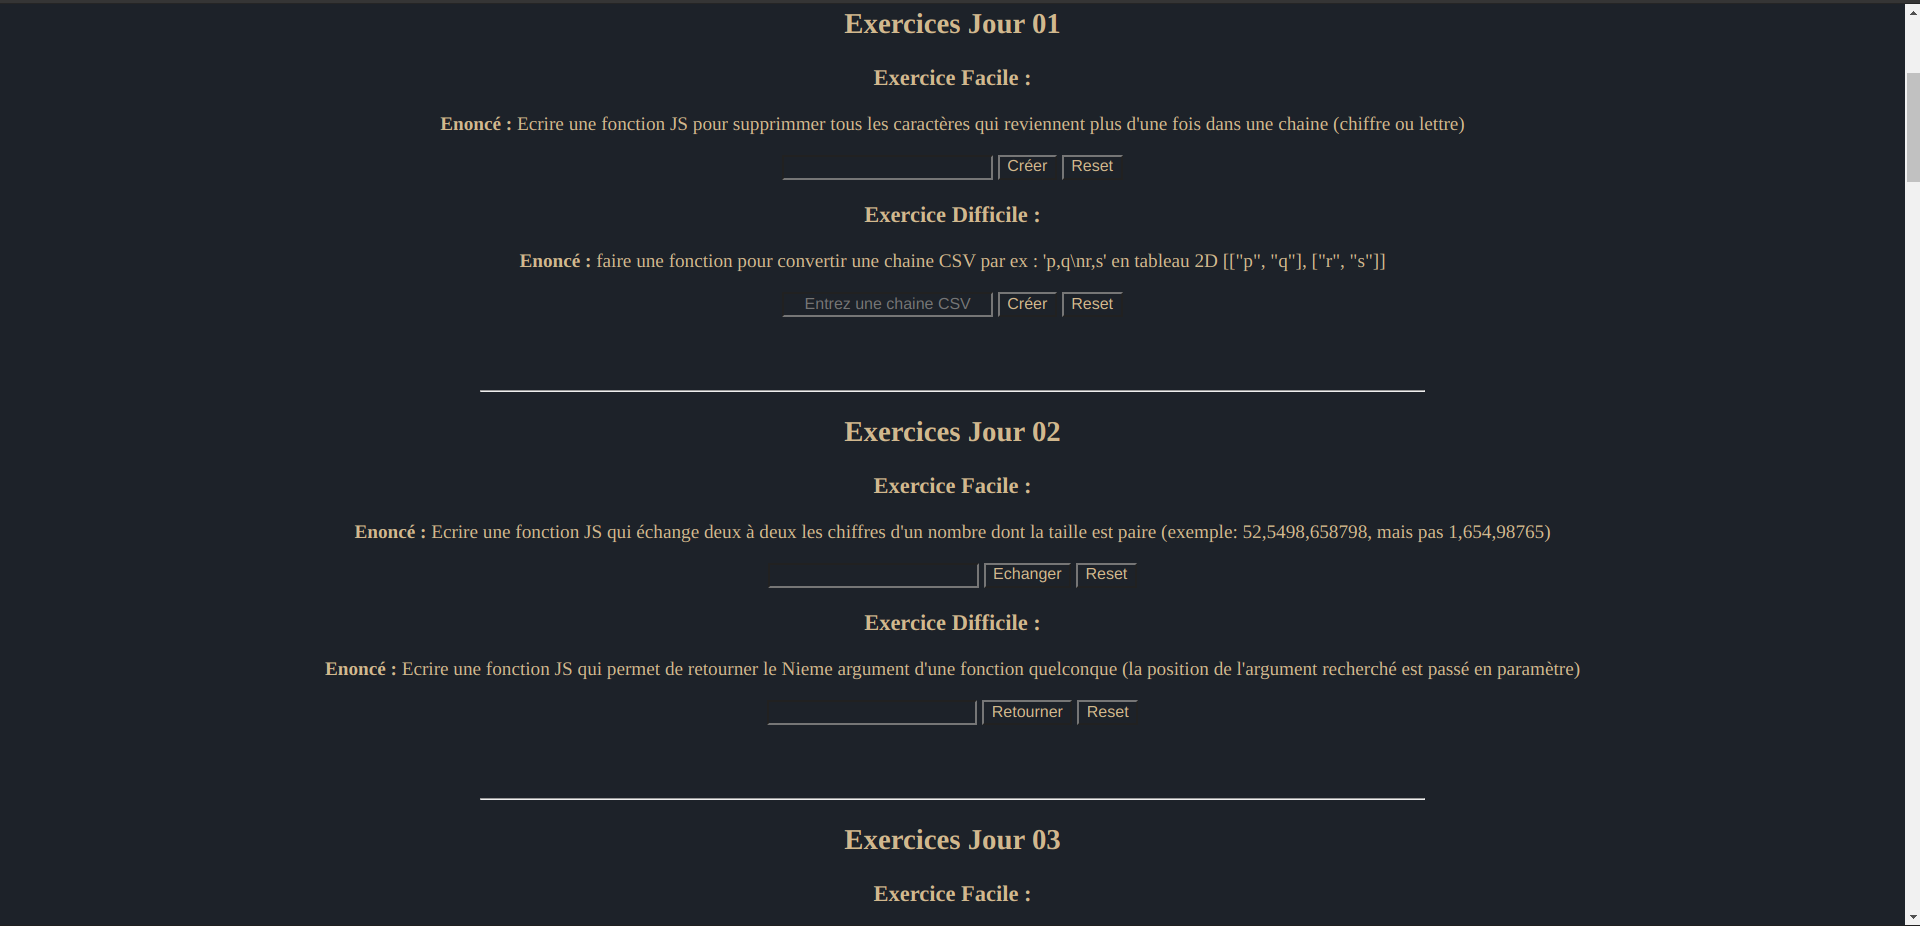 Exercices Jour 01
Exercice Facile :
Enoncé : Ecrire une fonction JS pour supprimmer tous les caractères qui reviennent plus d'une fois dans une chaine (chiffre ou lettre)
Créer Reset
Exercice Difficile :
Enoncé : faire une fonction pour convertir une chaine CSV par ex : 'p,q\nr,s' en tableau 2D [["p", "q"], ["r", "s"]]
Entrez une chaine CSV Créer Reset
Exercices Jour 02
Exercice Facile :
Enoncé : Ecrire une fonction JS qui échange deux à deux les chiffres d'un nombre dont la taille est paire (exemple: 52,5498,658798, mais pas 1,654,98765)
Echanger Reset
Exercice Difficile :
Enoncé : Ecrire une fonction JS qui permet de retourner le Nieme argument d'une fonction quelconque (la position de l'argument recherché est passé en paramètre)
Retourner Reset
Exercices Jour 03
Exercice Facile :